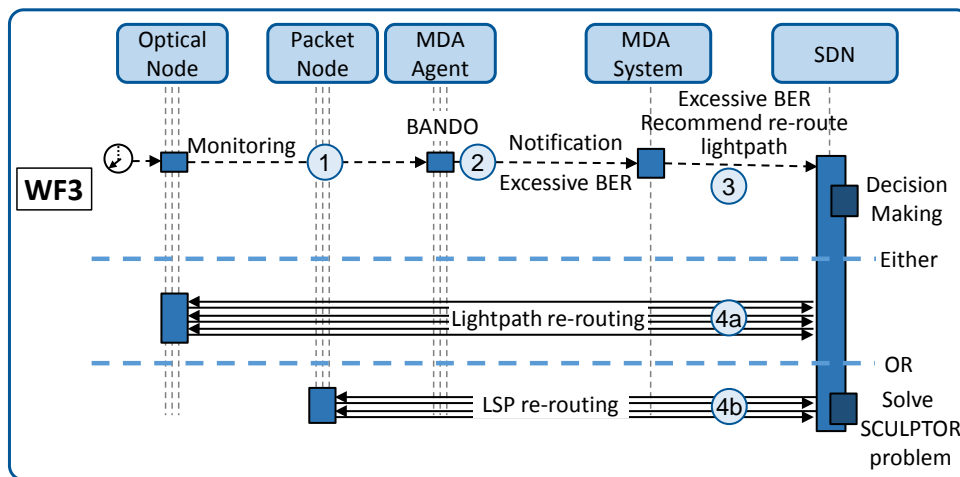 Optical
Node
Packet
Node
MDA
Agent
MDA
System
SDN
WF3
Monitoring
1
BANDO
2
Notification
Excessive BER
Excessive BER
Recommend re-route
lightpath
3
Decision
Making
Either
Lightpath re-routing
4a
OR
LSP re-routing
4b
Solve
SCULPTOR
problem